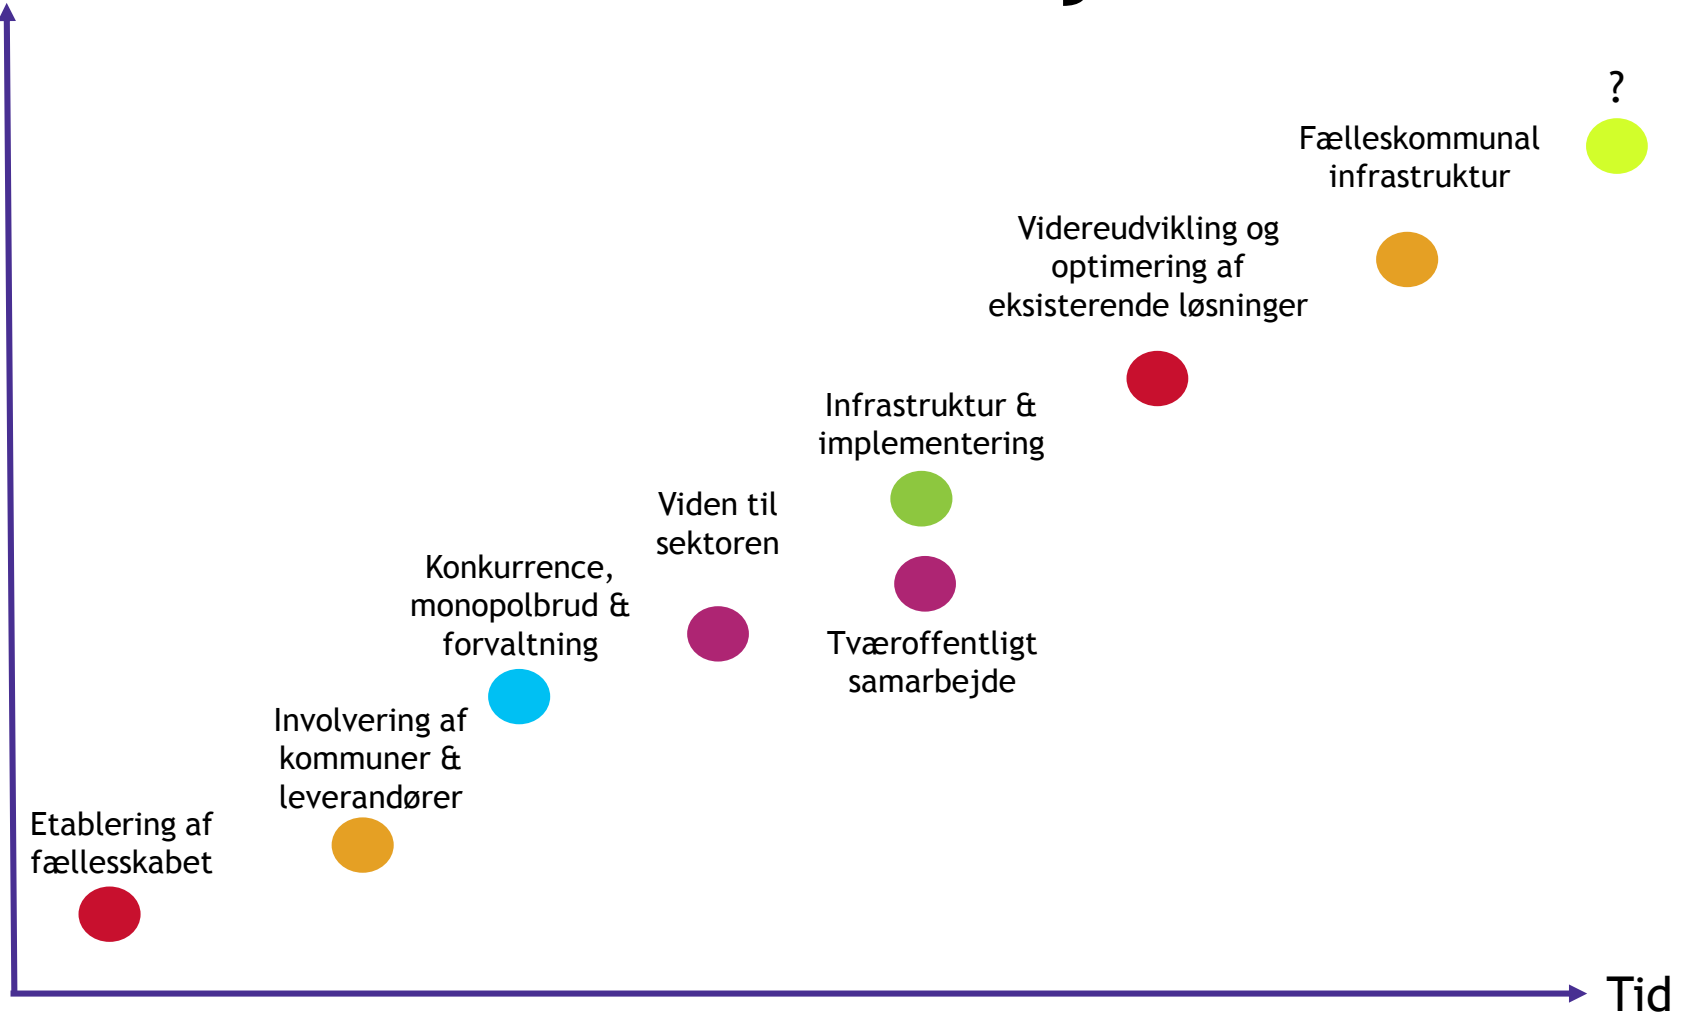 ?
Fælleskommunal
infrastruktur
Videreudvikling og
optimering af
eksisterende løsninger
Infrastruktur &
implementering
Viden til
sektoren
Konkurrence,
monopolbrud &
forvaltning
Tværoffentligt
samarbejde
Involvering af
kommuner &
leverandører
Etablering af
fællesskabet
Tid